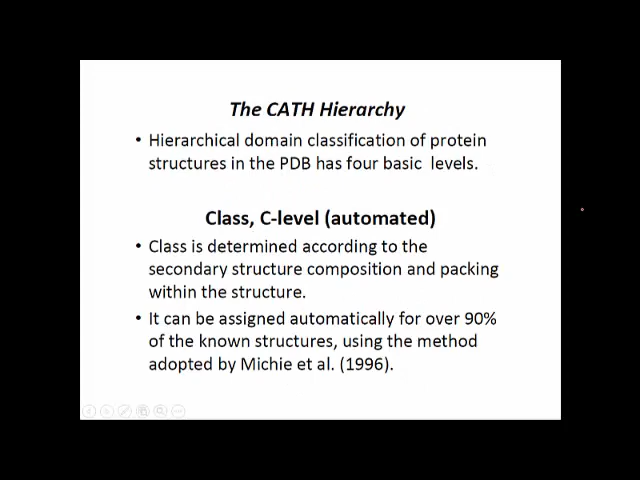 The CATH Hierarchy
• Hierarchical domain classification of protein
structures in the PDB has four basic levels.
Class, C-level (automated)
• Class is determined according to the
secondary structure composition and packing
within the structure.
• It can be assigned automatically for over 90%
of the known structures, using the method
adopted by Michie et al. (1996).